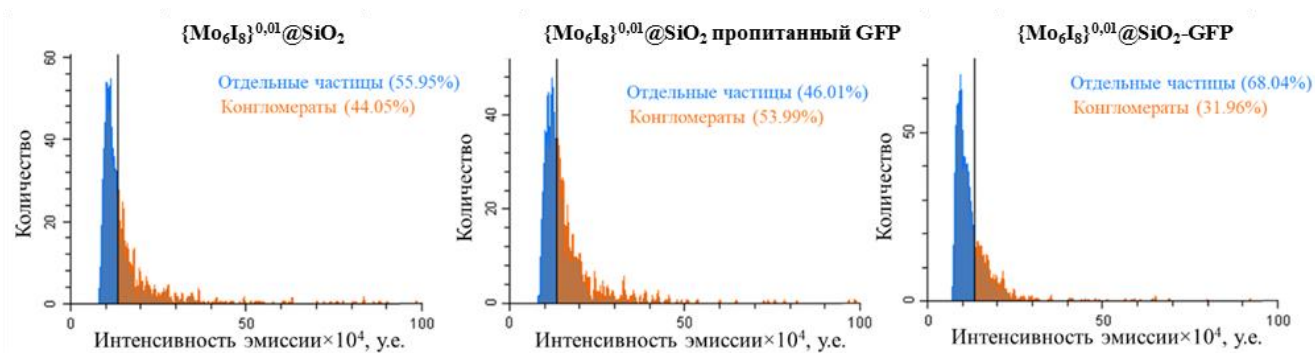 {Mo₆I₈}⁰,⁰¹@SiO₂
Отдельные частицы (55.95%)
Конгломераты (44.05%)
Количество
60
40
20
0
0
50
100
Интенсивность эмиссии×10⁴, у.е.
{Mo₆I₈}⁰,⁰¹@SiO₂ пропитанный GFP
Отдельные частицы (46.01%)
Конгломераты (53.99%)
Количество
40
20
0
0
50
100
Интенсивность эмиссии×10⁴, у.е.
{Mo₆I₈}⁰,⁰¹@SiO₂-GFP
Отдельные частицы (68.04%)
Конгломераты (31.96%)
Количество
50
0
0
50
100
Интенсивность эмиссии×10⁴, у.е.